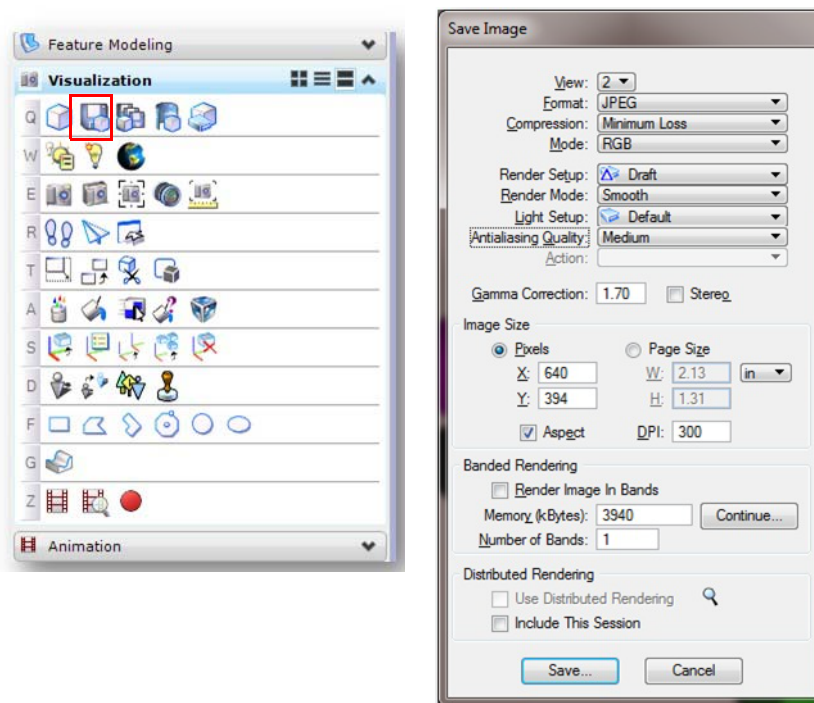 Feature Modeling
Visualization
Q
W
E
R
T
A
S
D
F
G
Z
Animation
Save Image
View: 2
Format: JPEG
Compression: Minimum Loss
Mode: RGB
Render Setup: Draft
Render Mode: Smooth
Light Setup: Default
Antialiasing Quality: Medium
Action:
Gamma Correction: 1.70 Stereo
Image Size
Pixels Page Size
X: 640 W: 2.13 in
Y: 394 H: 1.31
Aspect DPI: 300
Banded Rendering
Render Image In Bands
Memory (kBytes): 3940 Continue...
Number of Bands: 1
Distributed Rendering
Use Distributed Rendering
Include This Session
Save... Cancel